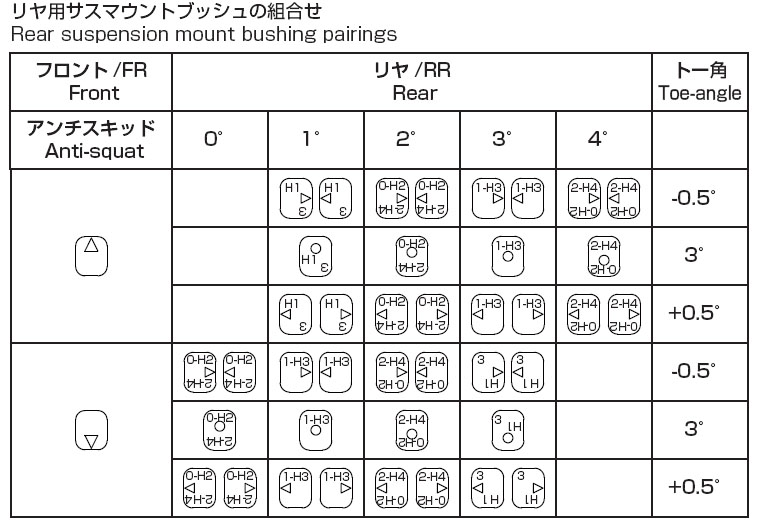 リヤ用サスマウントブッシュの組合せ
Rear suspension mount bushing pairings
フロント/FR リヤ/RR トー角
Front Rear Toe-angle
アンチスキッド 0° 1° 2° 3° 4°
Anti-squat
H1 H1 0-H2 0-H2 1-H3 1-H3 2-H4 2-H4 -0.5°
3 3 2-H4 2-H4 0-H2 0-H2
0-H2 1-H3 2-H4 3°
H1 3 2-H4 0-H2
H1 H1 0-H2 0-H2 1-H3 1-H3 2-H4 2-H4 +0.5°
3 3 2-H4 2-H4 0-H2 0-H2
0-H2 0-H2 1-H3 1-H3 2-H4 2-H4 3 3 -0.5°
2-H4 2-H4 0-H2 0-H2 H1 H1
0-H2 1-H3 2-H4 3 H1 3°
2-H4 0-H2
0-H2 0-H2 1-H3 1-H3 2-H4 2-H4 3 3 +0.5°
2-H4 2-H4 0-H2 0-H2 H1 H1